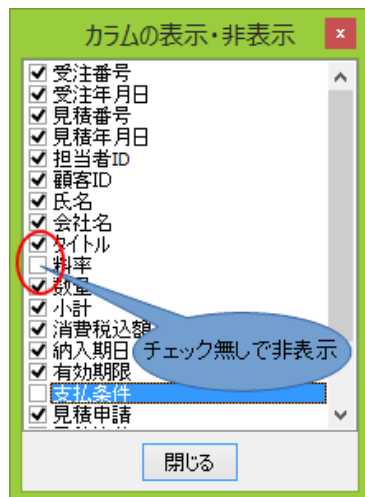 カラムの表示・非表示
x
受注番号
受注年月日
見積番号
見積年月日
担当者ID
顧客ID
氏名
会社名
タイトル
料率
数量
小計
消費税込額
納入期日
チェック無しで非表示
有効期限
支払条件
見積申請
閉じる